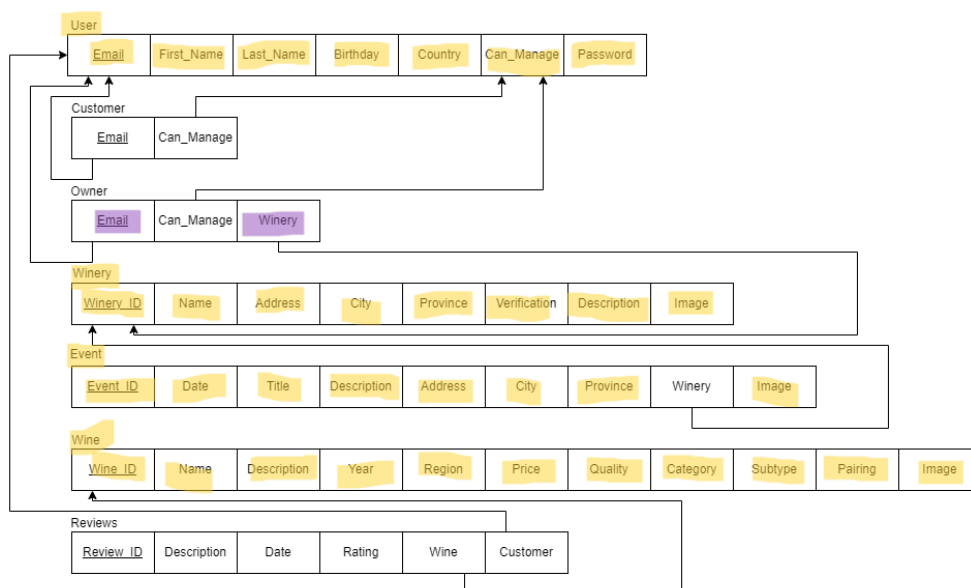 User
Email First_Name Last_Name Birthday Country Can_Manage Password
Customer
Email Can_Manage
Owner
Email Can_Manage Winery
Winery
Winery_ID Name Address City Province Verification Description Image
Event
Event_ID Date Title Description Address City Province Winery Image
Wine
Wine_ID Name Description Year Region Price Quality Category Subtype Pairing Image
Reviews
Review_ID Description Date Rating Wine Customer